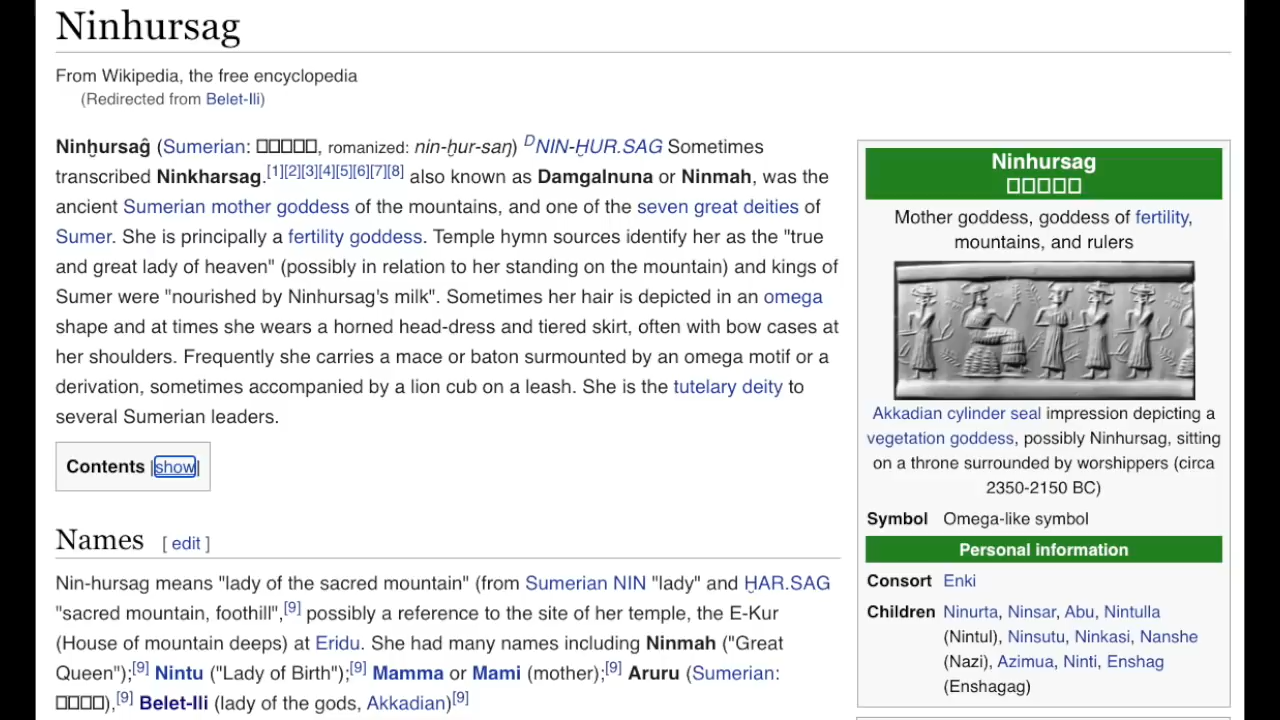 Ninhursag
From Wikipedia, the free encyclopedia
(Redirected from Belet-Ili)
Ninḫursaĝ (Sumerian: □□□□□, romanized: nin-ḫur-saŋ) DNIN-ḪUR.SAG Sometimes
transcribed Ninkharsag.[1][2][3][4][5][6][7][8] also known as Damgalnuna or Ninmah, was the
ancient Sumerian mother goddess of the mountains, and one of the seven great deities of
Sumer. She is principally a fertility goddess. Temple hymn sources identify her as the "true
and great lady of heaven" (possibly in relation to her standing on the mountain) and kings of
Sumer were "nourished by Ninhursag's milk". Sometimes her hair is depicted in an omega
shape and at times she wears a horned head-dress and tiered skirt, often with bow cases at
her shoulders. Frequently she carries a mace or baton surmounted by an omega motif or a
derivation, sometimes accompanied by a lion cub on a leash. She is the tutelary deity to
several Sumerian leaders.
Contents [show]
Names [ edit ]
Nin-hursag means "lady of the sacred mountain" (from Sumerian NIN "lady" and ḪAR.SAG
"sacred mountain, foothill",[9] possibly a reference to the site of her temple, the E-Kur
(House of mountain deeps) at Eridu. She had many names including Ninmah ("Great
Queen");[9] Nintu ("Lady of Birth");[9] Mamma or Mami (mother);[9] Aruru (Sumerian:
□□□□),[9] Belet-Ili (lady of the gods, Akkadian)[9]
Ninhursag
□□□□□
Mother goddess, goddess of fertility,
mountains, and rulers
Akkadian cylinder seal impression depicting a
vegetation goddess, possibly Ninhursag, sitting
on a throne surrounded by worshippers (circa
2350-2150 BC)
Symbol Omega-like symbol
Personal information
Consort Enki
Children Ninurta, Ninsar, Abu, Nintulla
(Nintul), Ninsutu, Ninkasi, Nanshe
(Nazi), Azimua, Ninti, Enshag
(Enshagag)